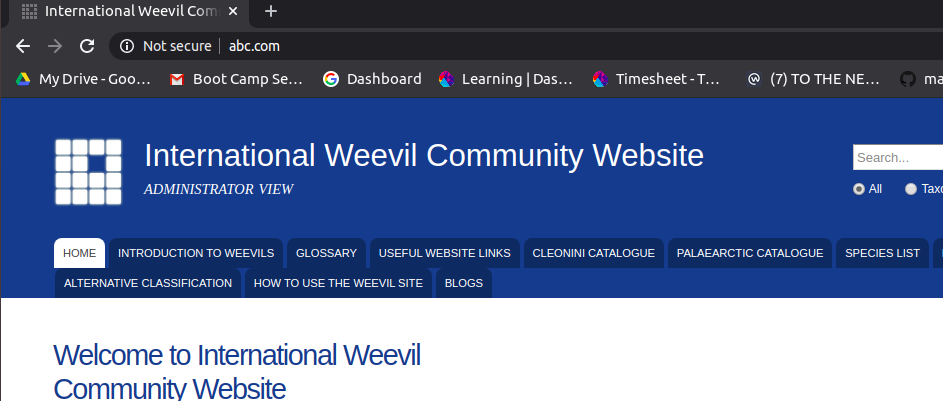 International Weevil Com
Not secure | abc.com
My Drive - Goo… Boot Camp Se… Dashboard Learning | Das… Timesheet - T… (7) TO THE NE… ma
International Weevil Community Website
ADMINISTRATOR VIEW
Search...
All Taxo
HOME INTRODUCTION TO WEEVILS GLOSSARY USEFUL WEBSITE LINKS CLEONINI CATALOGUE PALAEARCTIC CATALOGUE SPECIES LIST
ALTERNATIVE CLASSIFICATION HOW TO USE THE WEEVIL SITE BLOGS
Welcome to International Weevil
Community Website